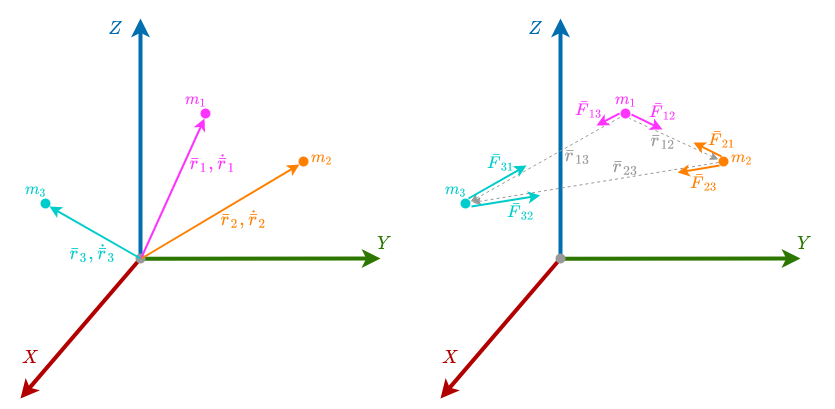 Z
m₁
r̄₁, r̄̇₁
m₂
r̄₂, r̄̇₂
m₃
r̄₃, r̄̇₃
Y
X
Z
m₁
F̄₁₃
F̄₁₂
r̄₁₂
F̄₂₁
m₂
r̄₁₃
F̄₃₁
r̄₂₃
F̄₂₃
m₃
F̄₃₂
Y
X